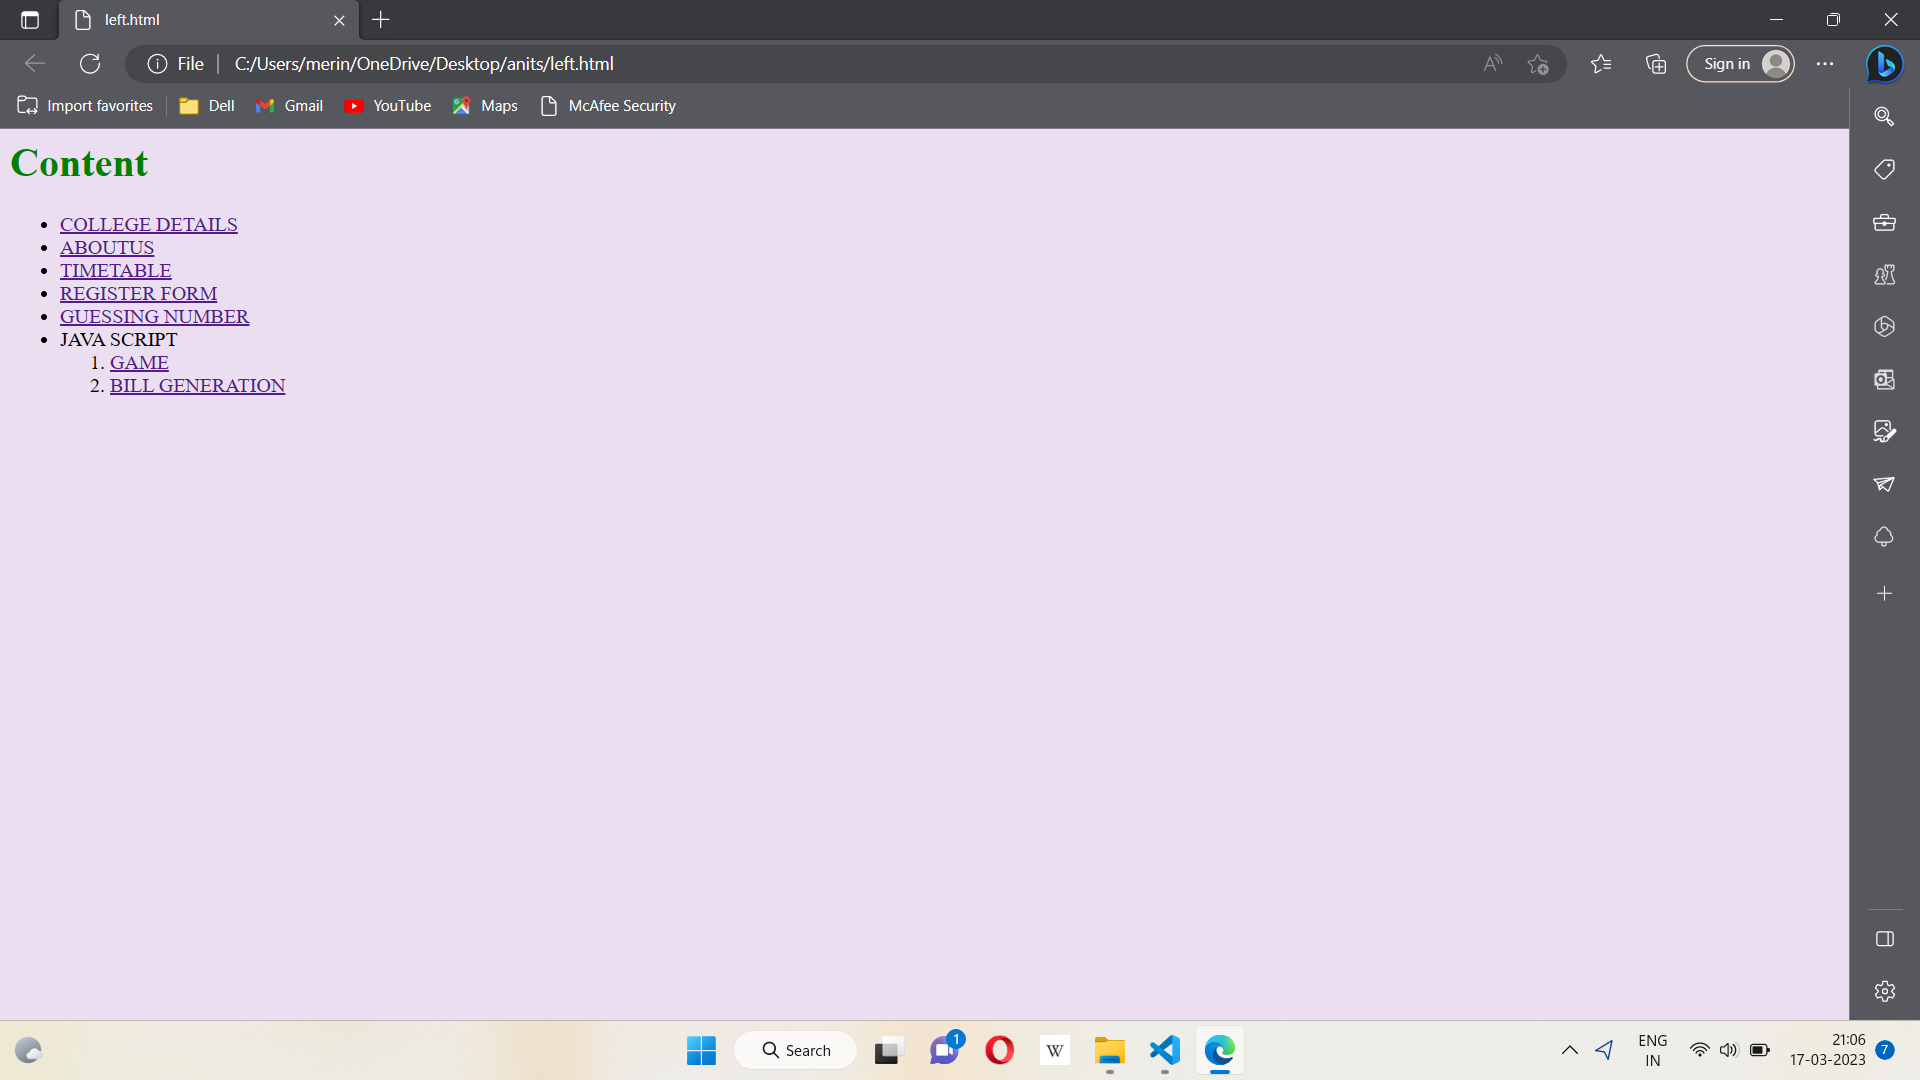 left.html
File
C:/Users/merin/OneDrive/Desktop/anits/left.html
Sign in
Import favorites
Dell
Gmail
YouTube
Maps
McAfee Security
Content
• COLLEGE DETAILS
• ABOUTUS
• TIMETABLE
• REGISTER FORM
• GUESSING NUMBER
• JAVA SCRIPT
1. GAME
2. BILL GENERATION
Search
1
W
ENG
IN
21:06
17-03-2023
7